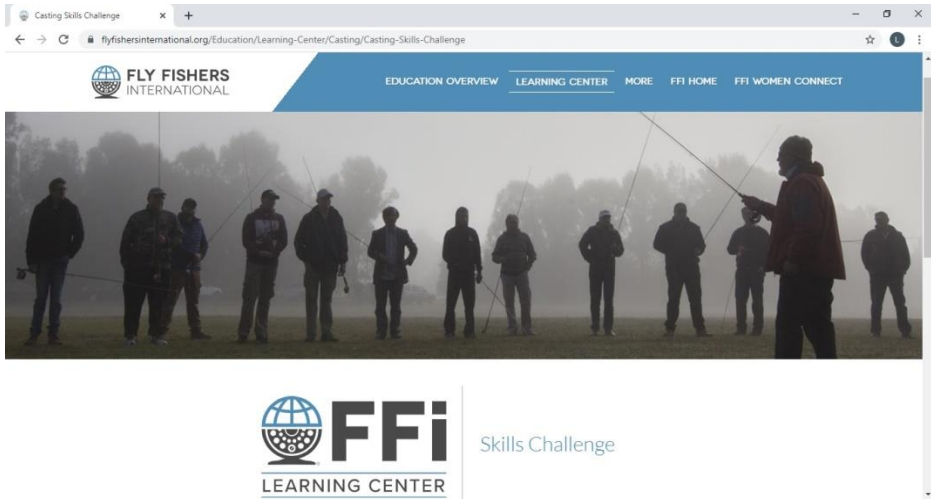 Casting Skills Challenge
flyfishersinternational.org/Education/Learning-Center/Casting/Casting-Skills-Challenge
L
FLY FISHERS
INTERNATIONAL
EDUCATION OVERVIEW LEARNING CENTER MORE FFI HOME FFI WOMEN CONNECT
FFi
LEARNING CENTER
Skills Challenge